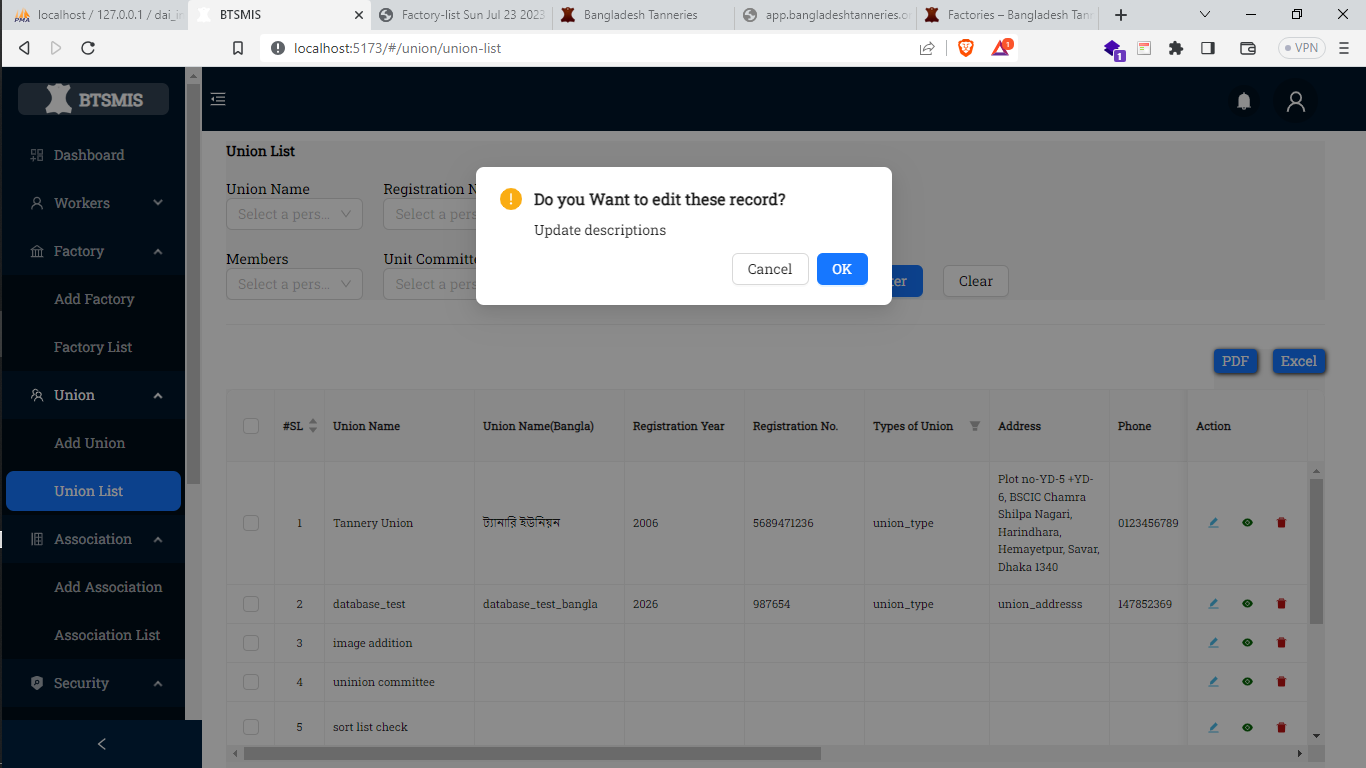 localhost / 127.0.0.1 / dai_in
BTSMIS
Factory-list Sun Jul 23 2023
Bangladesh Tanneries
app.bangladeshtanneries.o
Factories – Bangladesh Tann
localhost:5173/#/union/union-list
1
1
VPN
BTSMIS
Dashboard
Workers
Factory
Add Factory
Factory List
Union
Add Union
Union List
Association
Add Association
Association List
Security
Union List
Union Name
Registration N
Select a pers...
Select a pers
Members
Unit Committe
Select a pers...
Select a pers
ter
Clear
Do you Want to edit these record?
Update descriptions
Cancel
OK
PDF
Excel
#SL
Union Name
Union Name(Bangla)
Registration Year
Registration No.
Types of Union
Address
Phone
Action
1
Tannery Union
ট্যানারি ইউনিয়ন
2006
5689471236
union_type
Plot no-YD-5 +YD-
6, BSCIC Chamra
Shilpa Nagari,
Harindhara,
Hemayetpur, Savar,
Dhaka 1340
0123456789
2
database_test
database_test_bangla
2026
987654
union_type
union_addresss
147852369
3
image addition
4
uninion committee
5
sort list check